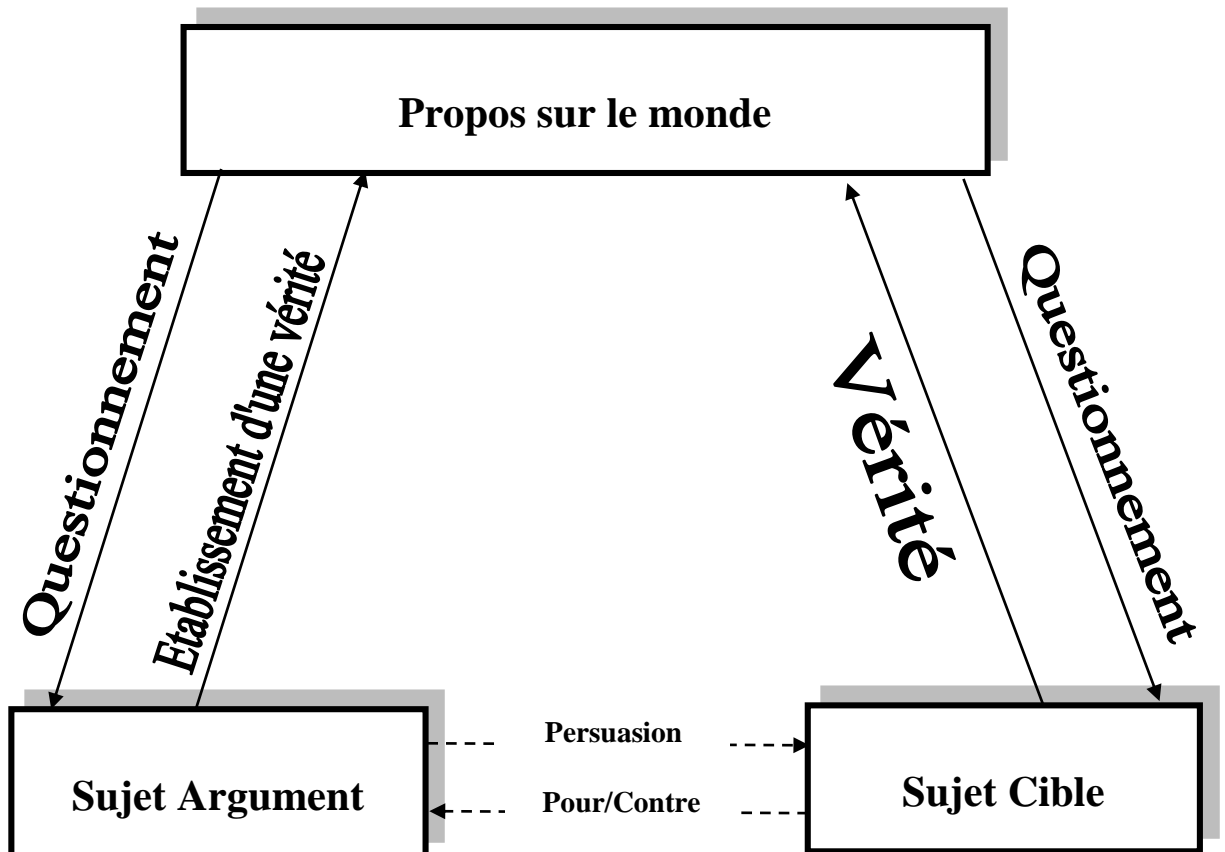 Propos sur le monde
Questionnement
Etablissement d'une vérité
Vérité
Questionnement
Persuasion
Sujet Argument
Pour/Contre
Sujet Cible